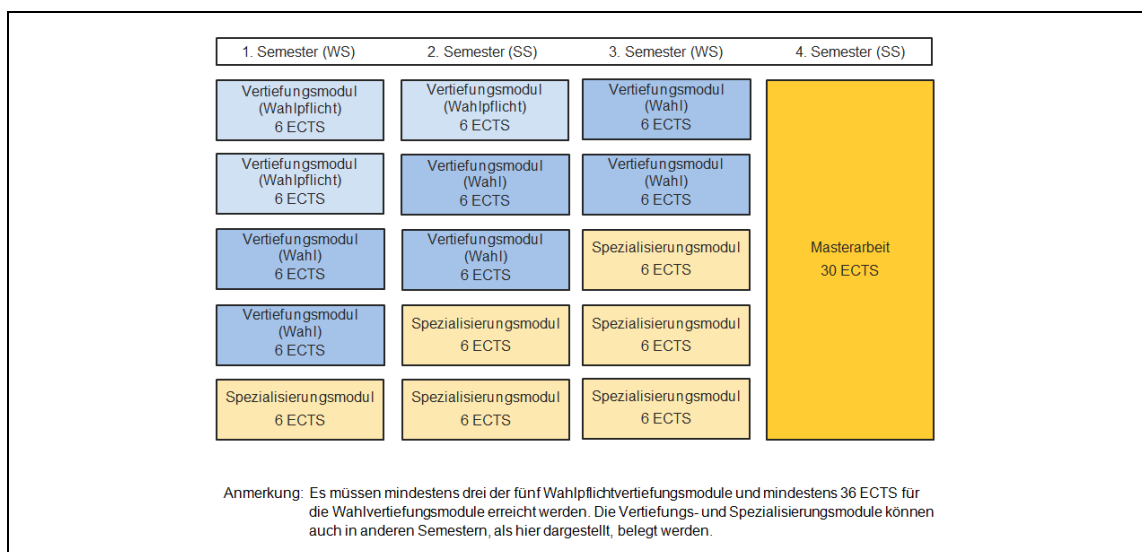 1. Semester (WS)
2. Semester (SS)
3. Semester (WS)
4. Semester (SS)
Vertiefungsmodul
(Wahlpflicht)
6 ECTS
Vertiefungsmodul
(Wahlpflicht)
6 ECTS
Vertiefungsmodul
(Wahl)
6 ECTS
Vertiefungsmodul
(Wahlpflicht)
6 ECTS
Vertiefungsmodul
(Wahl)
6 ECTS
Vertiefungsmodul
(Wahl)
6 ECTS
Vertiefungsmodul
(Wahl)
6 ECTS
Vertiefungsmodul
(Wahl)
6 ECTS
Spezialisierungsmodul
6 ECTS
Masterarbeit
30 ECTS
Vertiefungsmodul
(Wahl)
6 ECTS
Spezialisierungsmodul
6 ECTS
Spezialisierungsmodul
6 ECTS
Spezialisierungsmodul
6 ECTS
Spezialisierungsmodul
6 ECTS
Spezialisierungsmodul
6 ECTS
Anmerkung: Es müssen mindestens drei der fünf Wahlpflichtvertiefungsmodule und mindestens 36 ECTS für
die Wahlvertiefungsmodule erreicht werden. Die Vertiefungs- und Spezialisierungsmodule können
auch in anderen Semestern, als hier dargestellt, belegt werden.